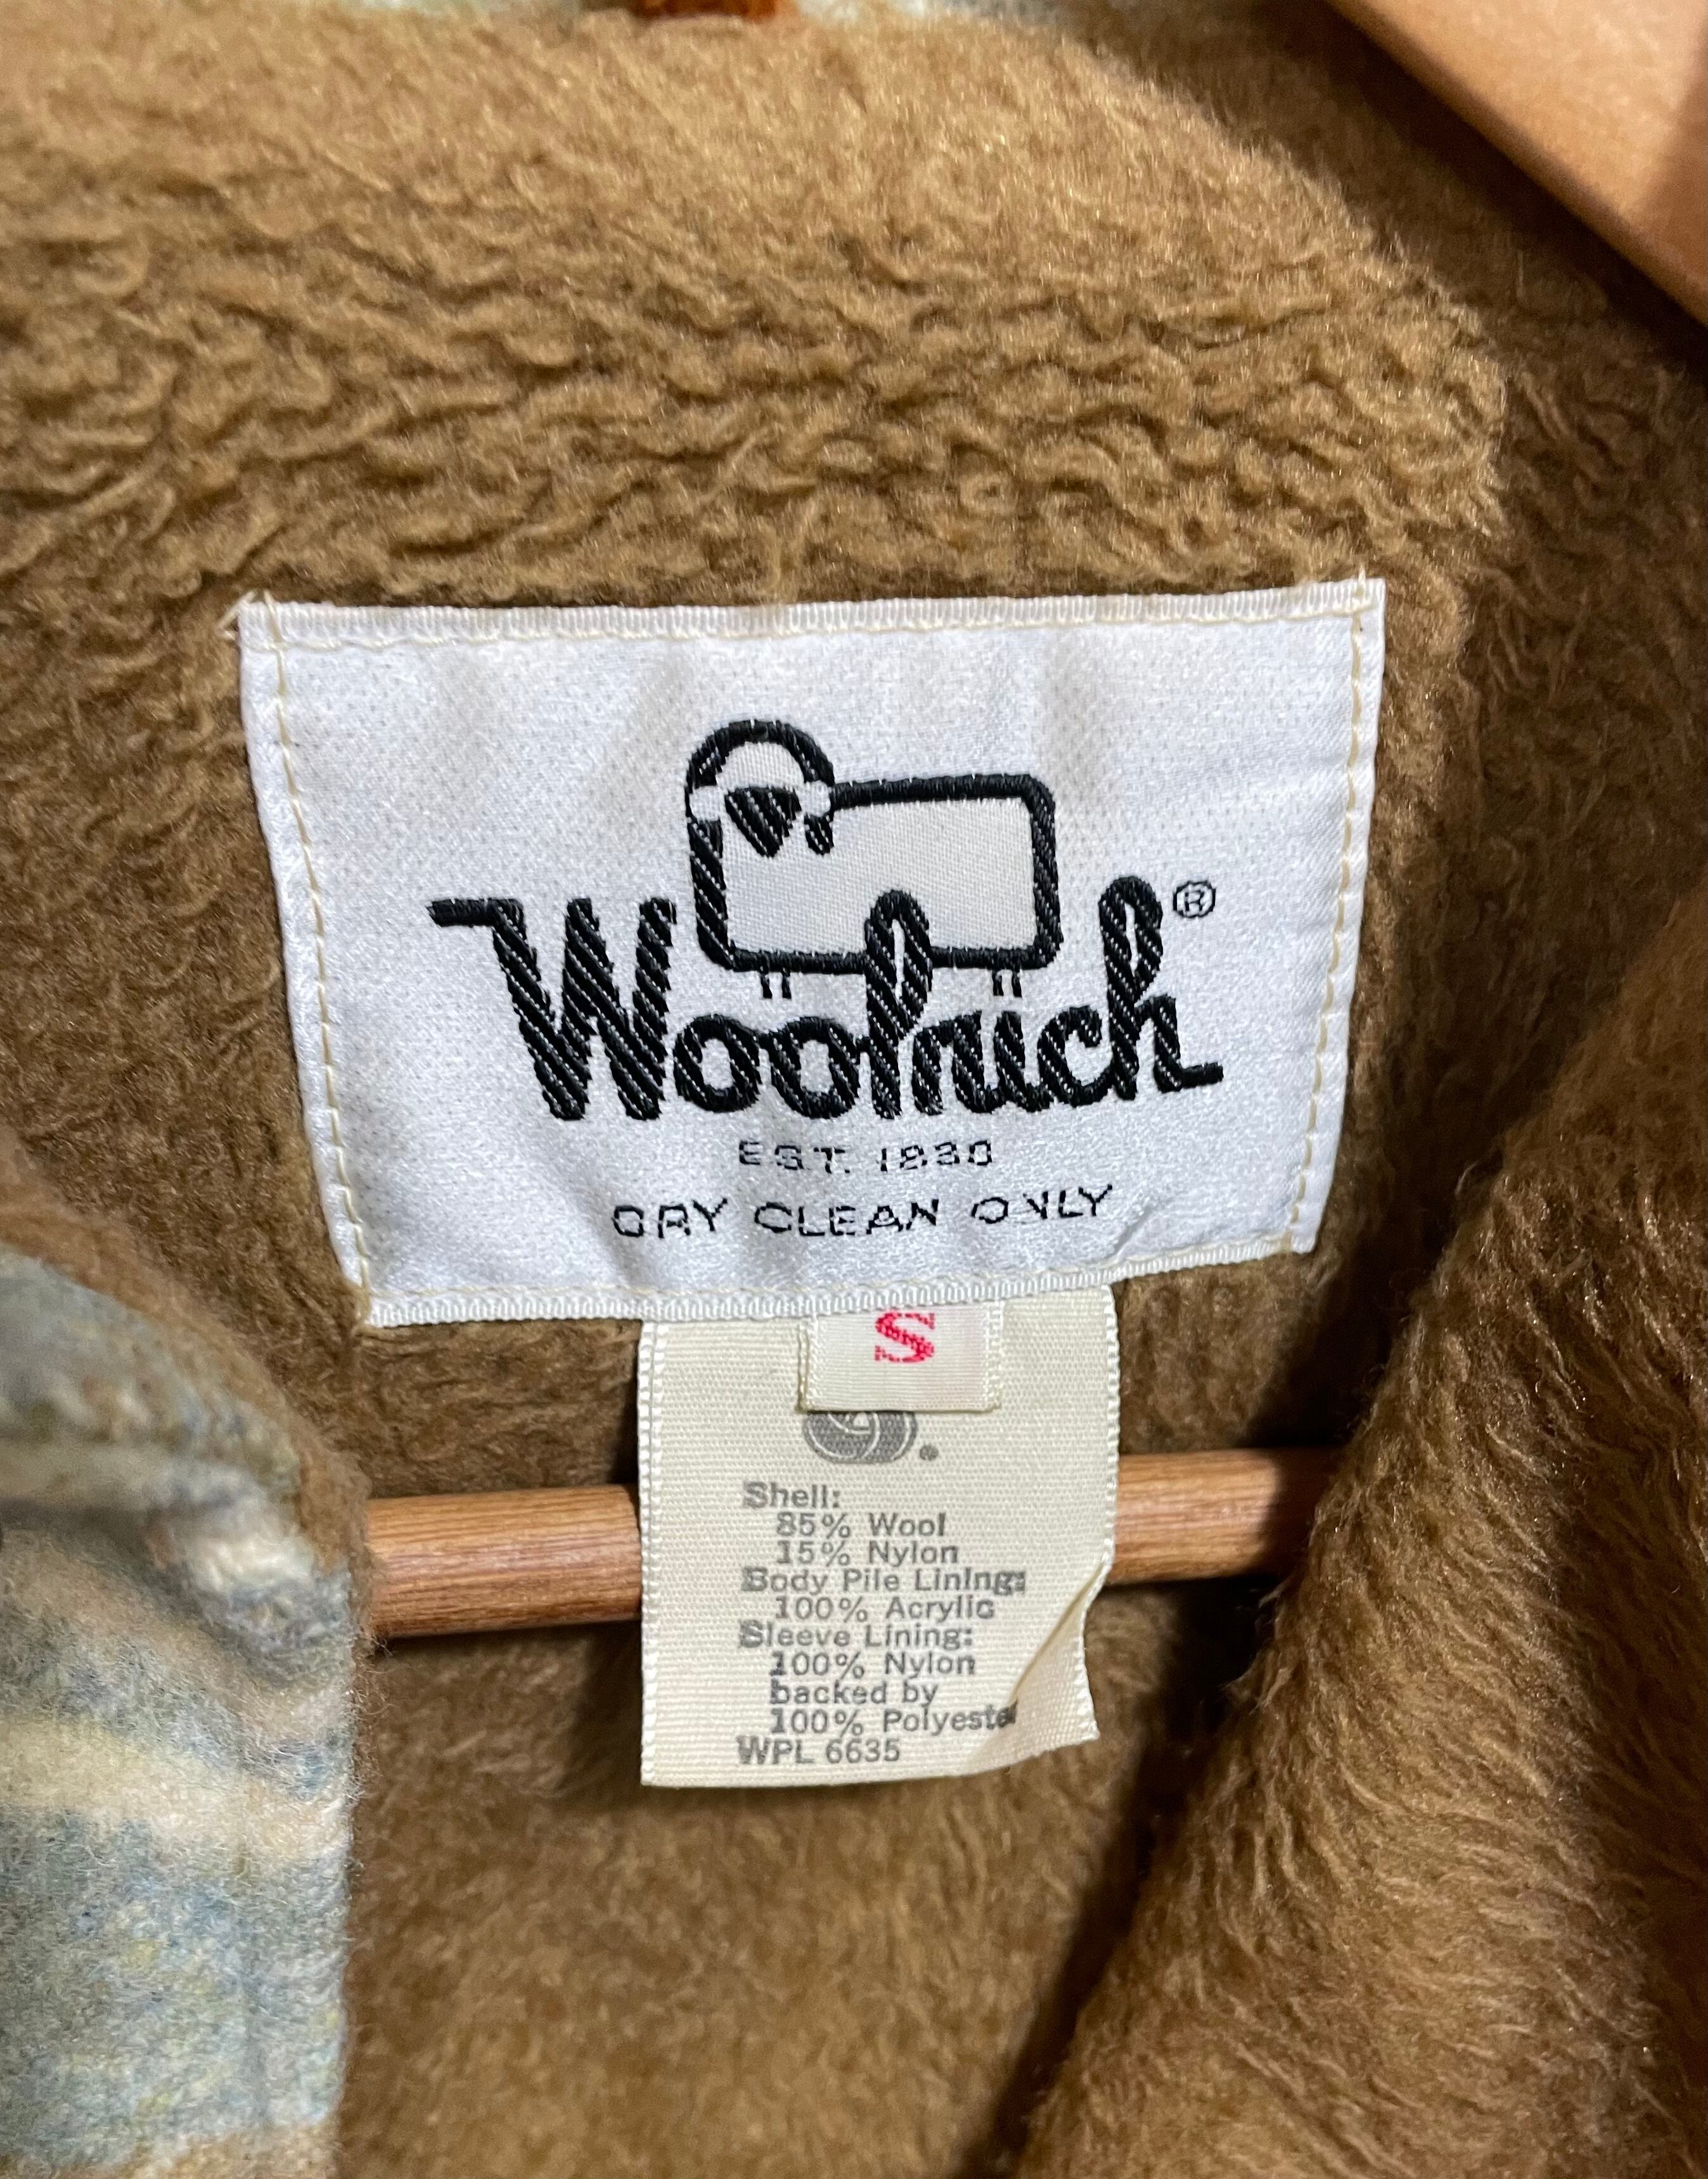 Woolrich®
EST. 1830
DRY CLEAN ONLY
S
Shell:
85% Wool
15% Nylon
Body Pile Lining:
100% Acrylic
Sleeve Lining:
100% Nylon
backed by
100% Polyester
WPL 6635